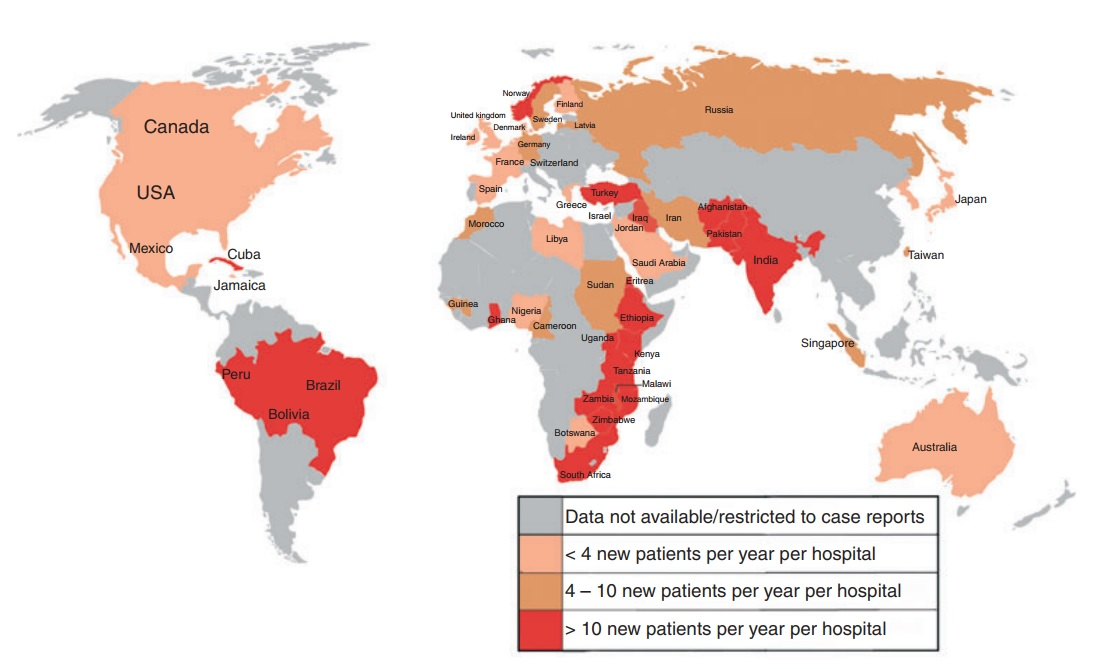 Canada
USA
Mexico
Cuba
Jamaica
Peru
Brazil
Bolivia
Norway
Finland
United kingdom
Sweden
Denmark
Latvia
Ireland
Germany
France
Switzerland
Spain
Greece
Turkey
Israel
Russia
Morocco
Libya
Iraq
Jordan
Iran
Afghanistan
Pakistan
India
Saudi Arabia
Japan
Taiwan
Sudan
Eritrea
Guinea
Ghana
Nigeria
Cameroon
Ethiopia
Uganda
Kenya
Tanzania
Malawi
Zambia
Mozambique
Zimbabwe
Botswana
South Africa
Singapore
Australia
Data not available/restricted to case reports
< 4 new patients per year per hospital
4 – 10 new patients per year per hospital
> 10 new patients per year per hospital